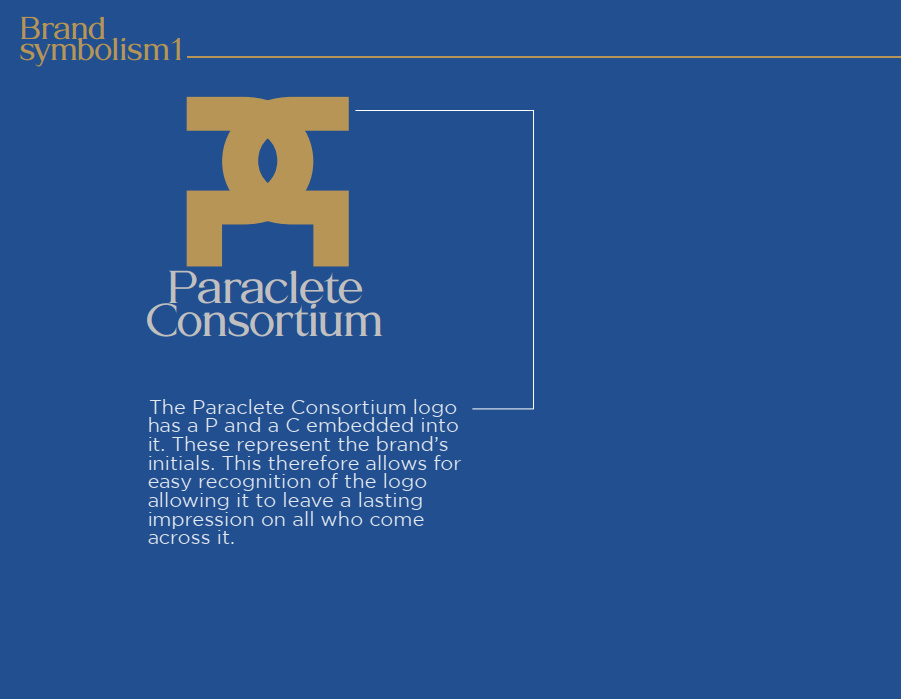 Brand
symbolism1
Paraclete
Consortium
The Paraclete Consortium logo
has a P and a C embedded into
it. These represent the brand’s
initials. This therefore allows for
easy recognition of the logo
allowing it to leave a lasting
impression on all who come
across it.